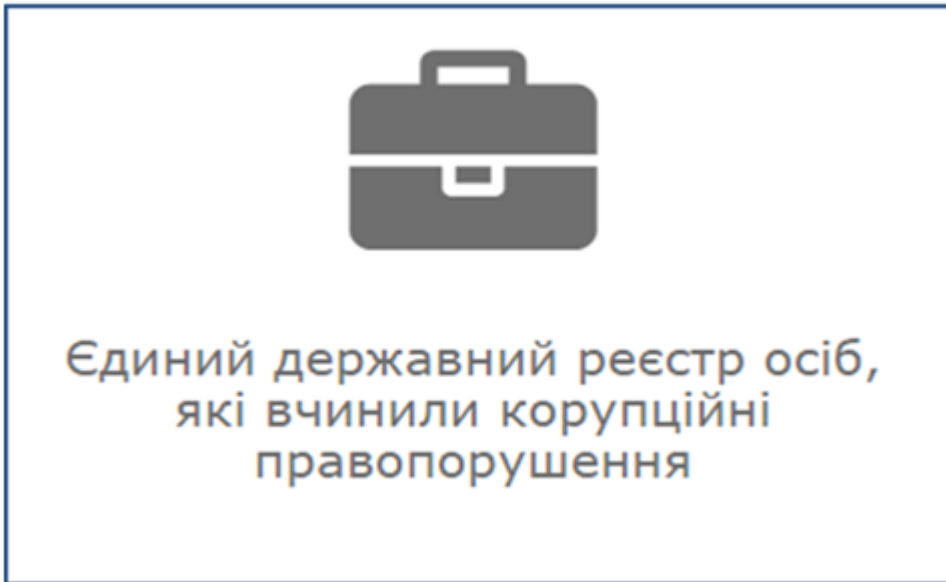 Єдиний державний реєстр осіб,
які вчинили корупційні
правопорушення